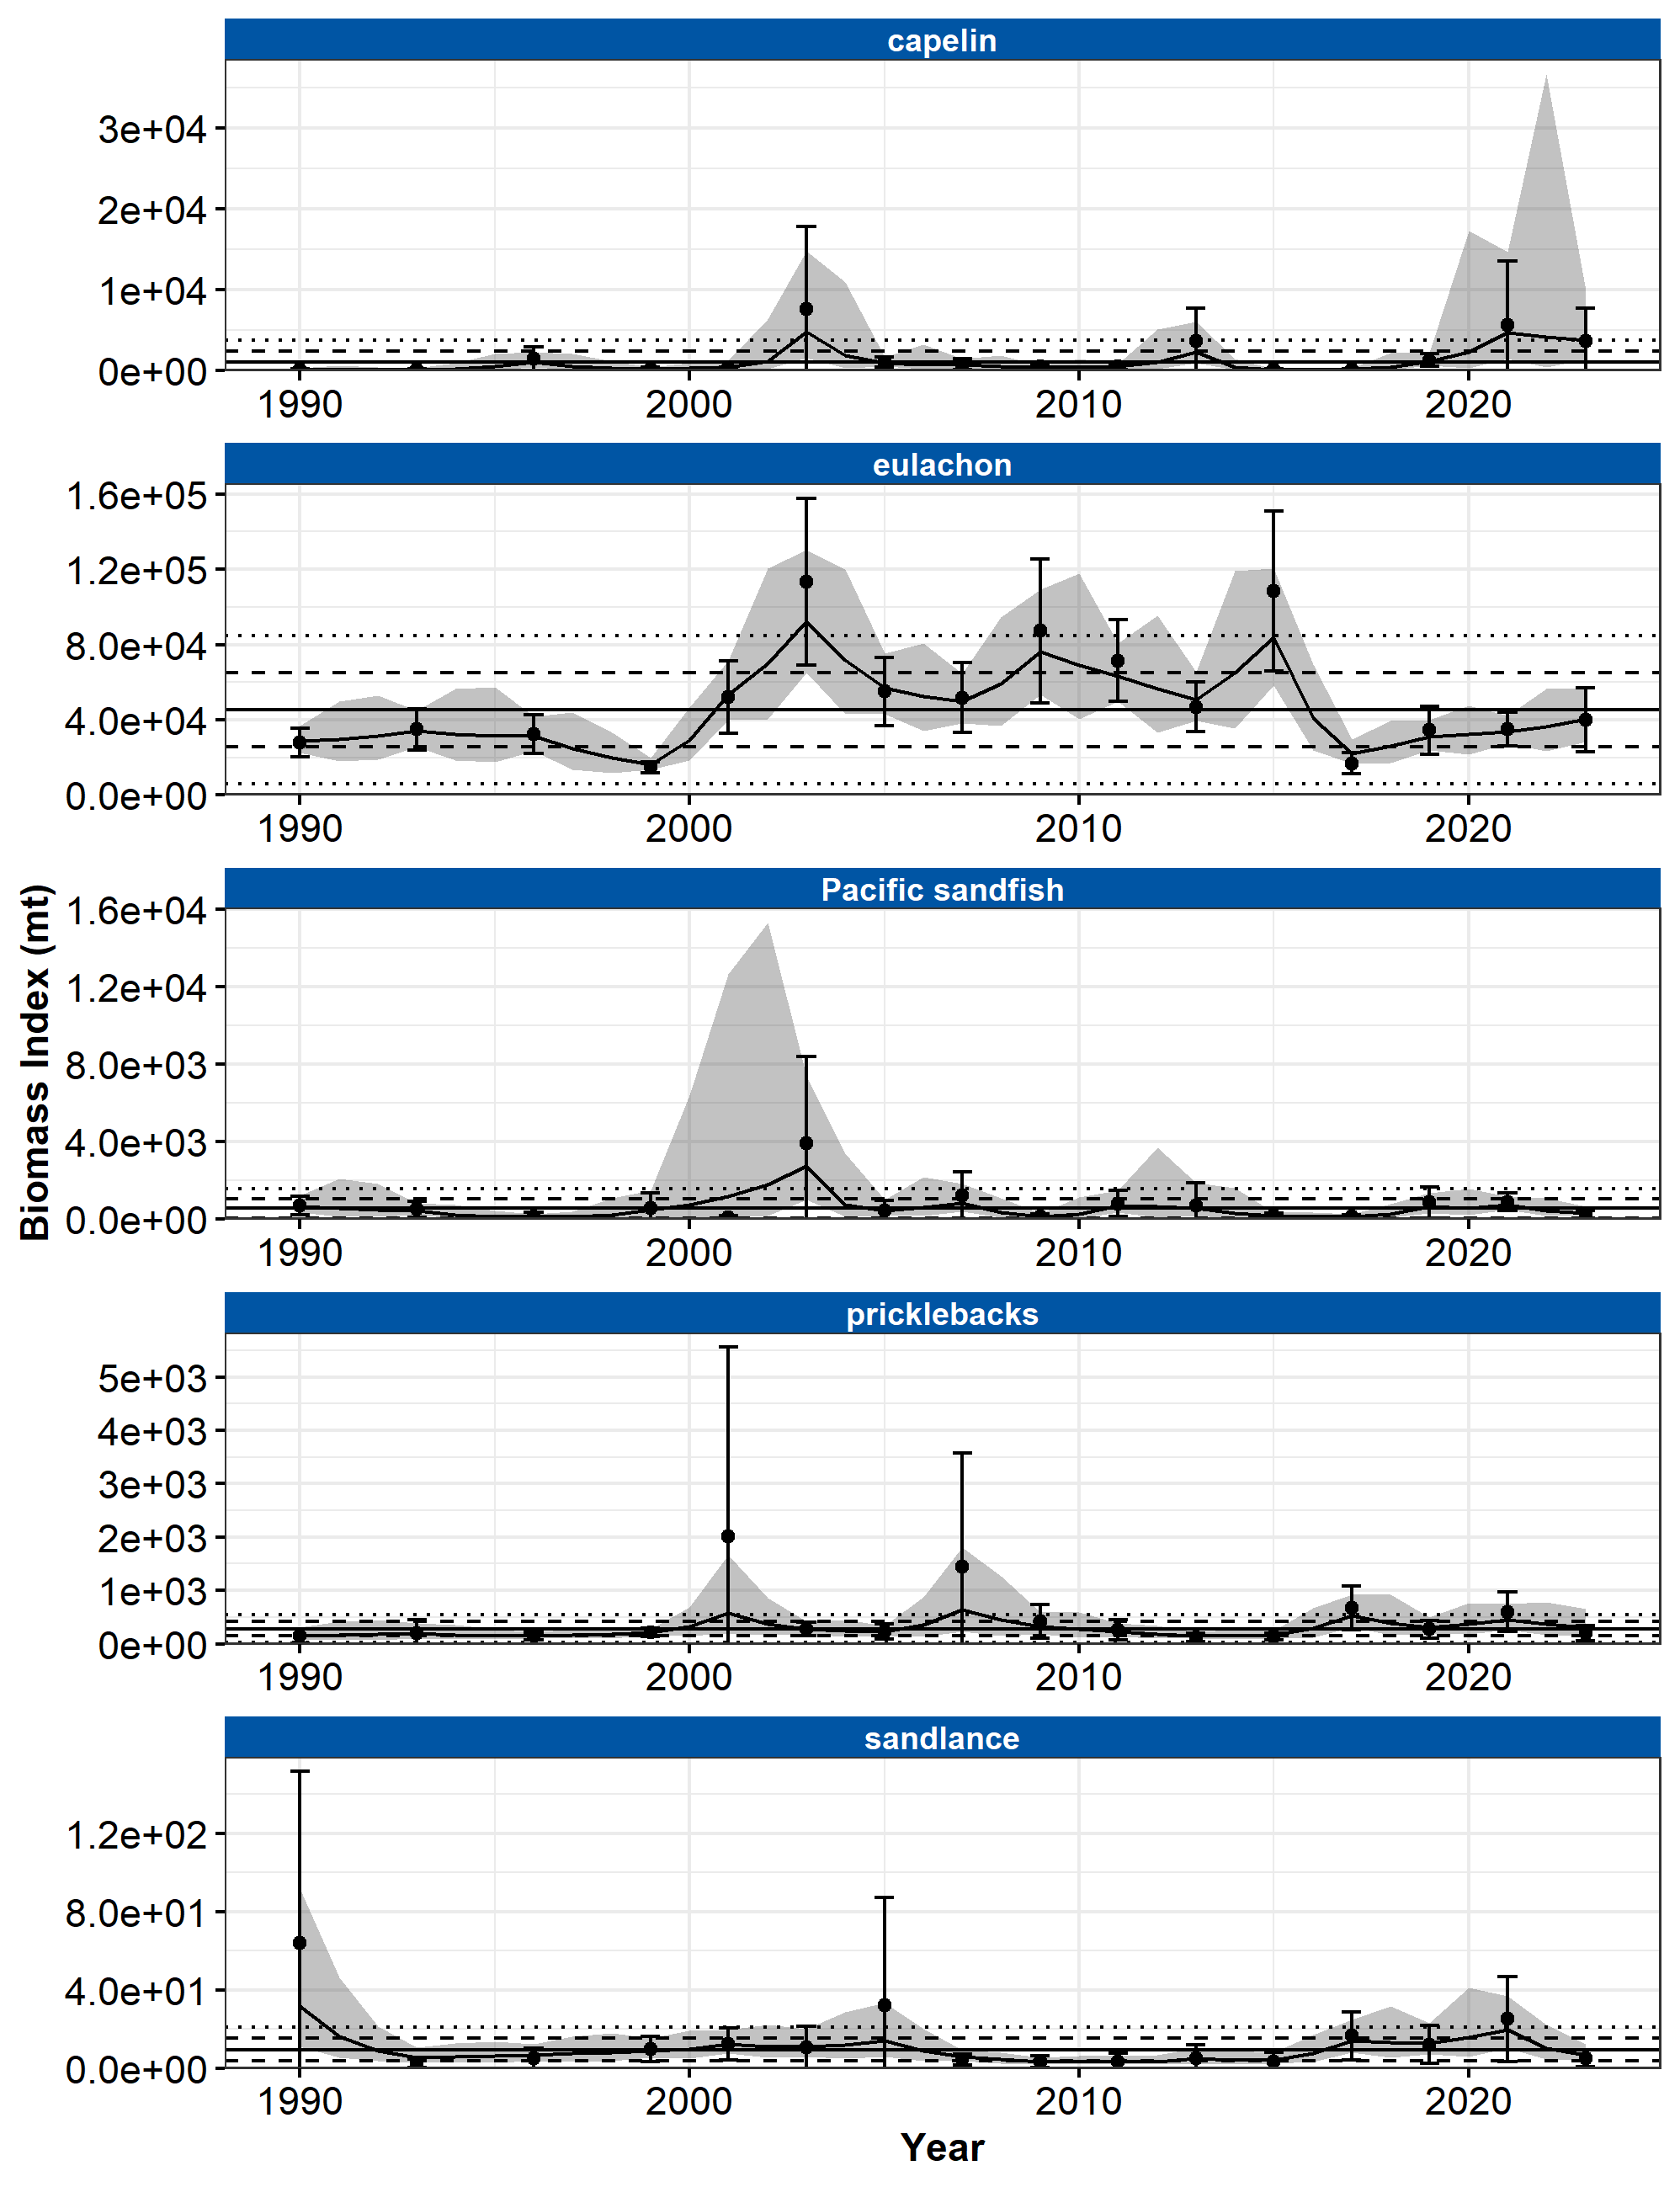 capelin
3e+04
2e+04
1e+04
0e+00
1990 2000 2010 2020
eulachon
1.6e+05
1.2e+05
8.0e+04
4.0e+04
0.0e+00
1990 2000 2010 2020
Biomass Index (mt)
Pacific sandfish
1.6e+04
1.2e+04
8.0e+03
4.0e+03
0.0e+00
1990 2000 2010 2020
pricklebacks
5e+03
4e+03
3e+03
2e+03
1e+03
0e+00
1990 2000 2010 2020
sandlance
1.2e+02
8.0e+01
4.0e+01
0.0e+00
1990 2000 2010 2020
Year